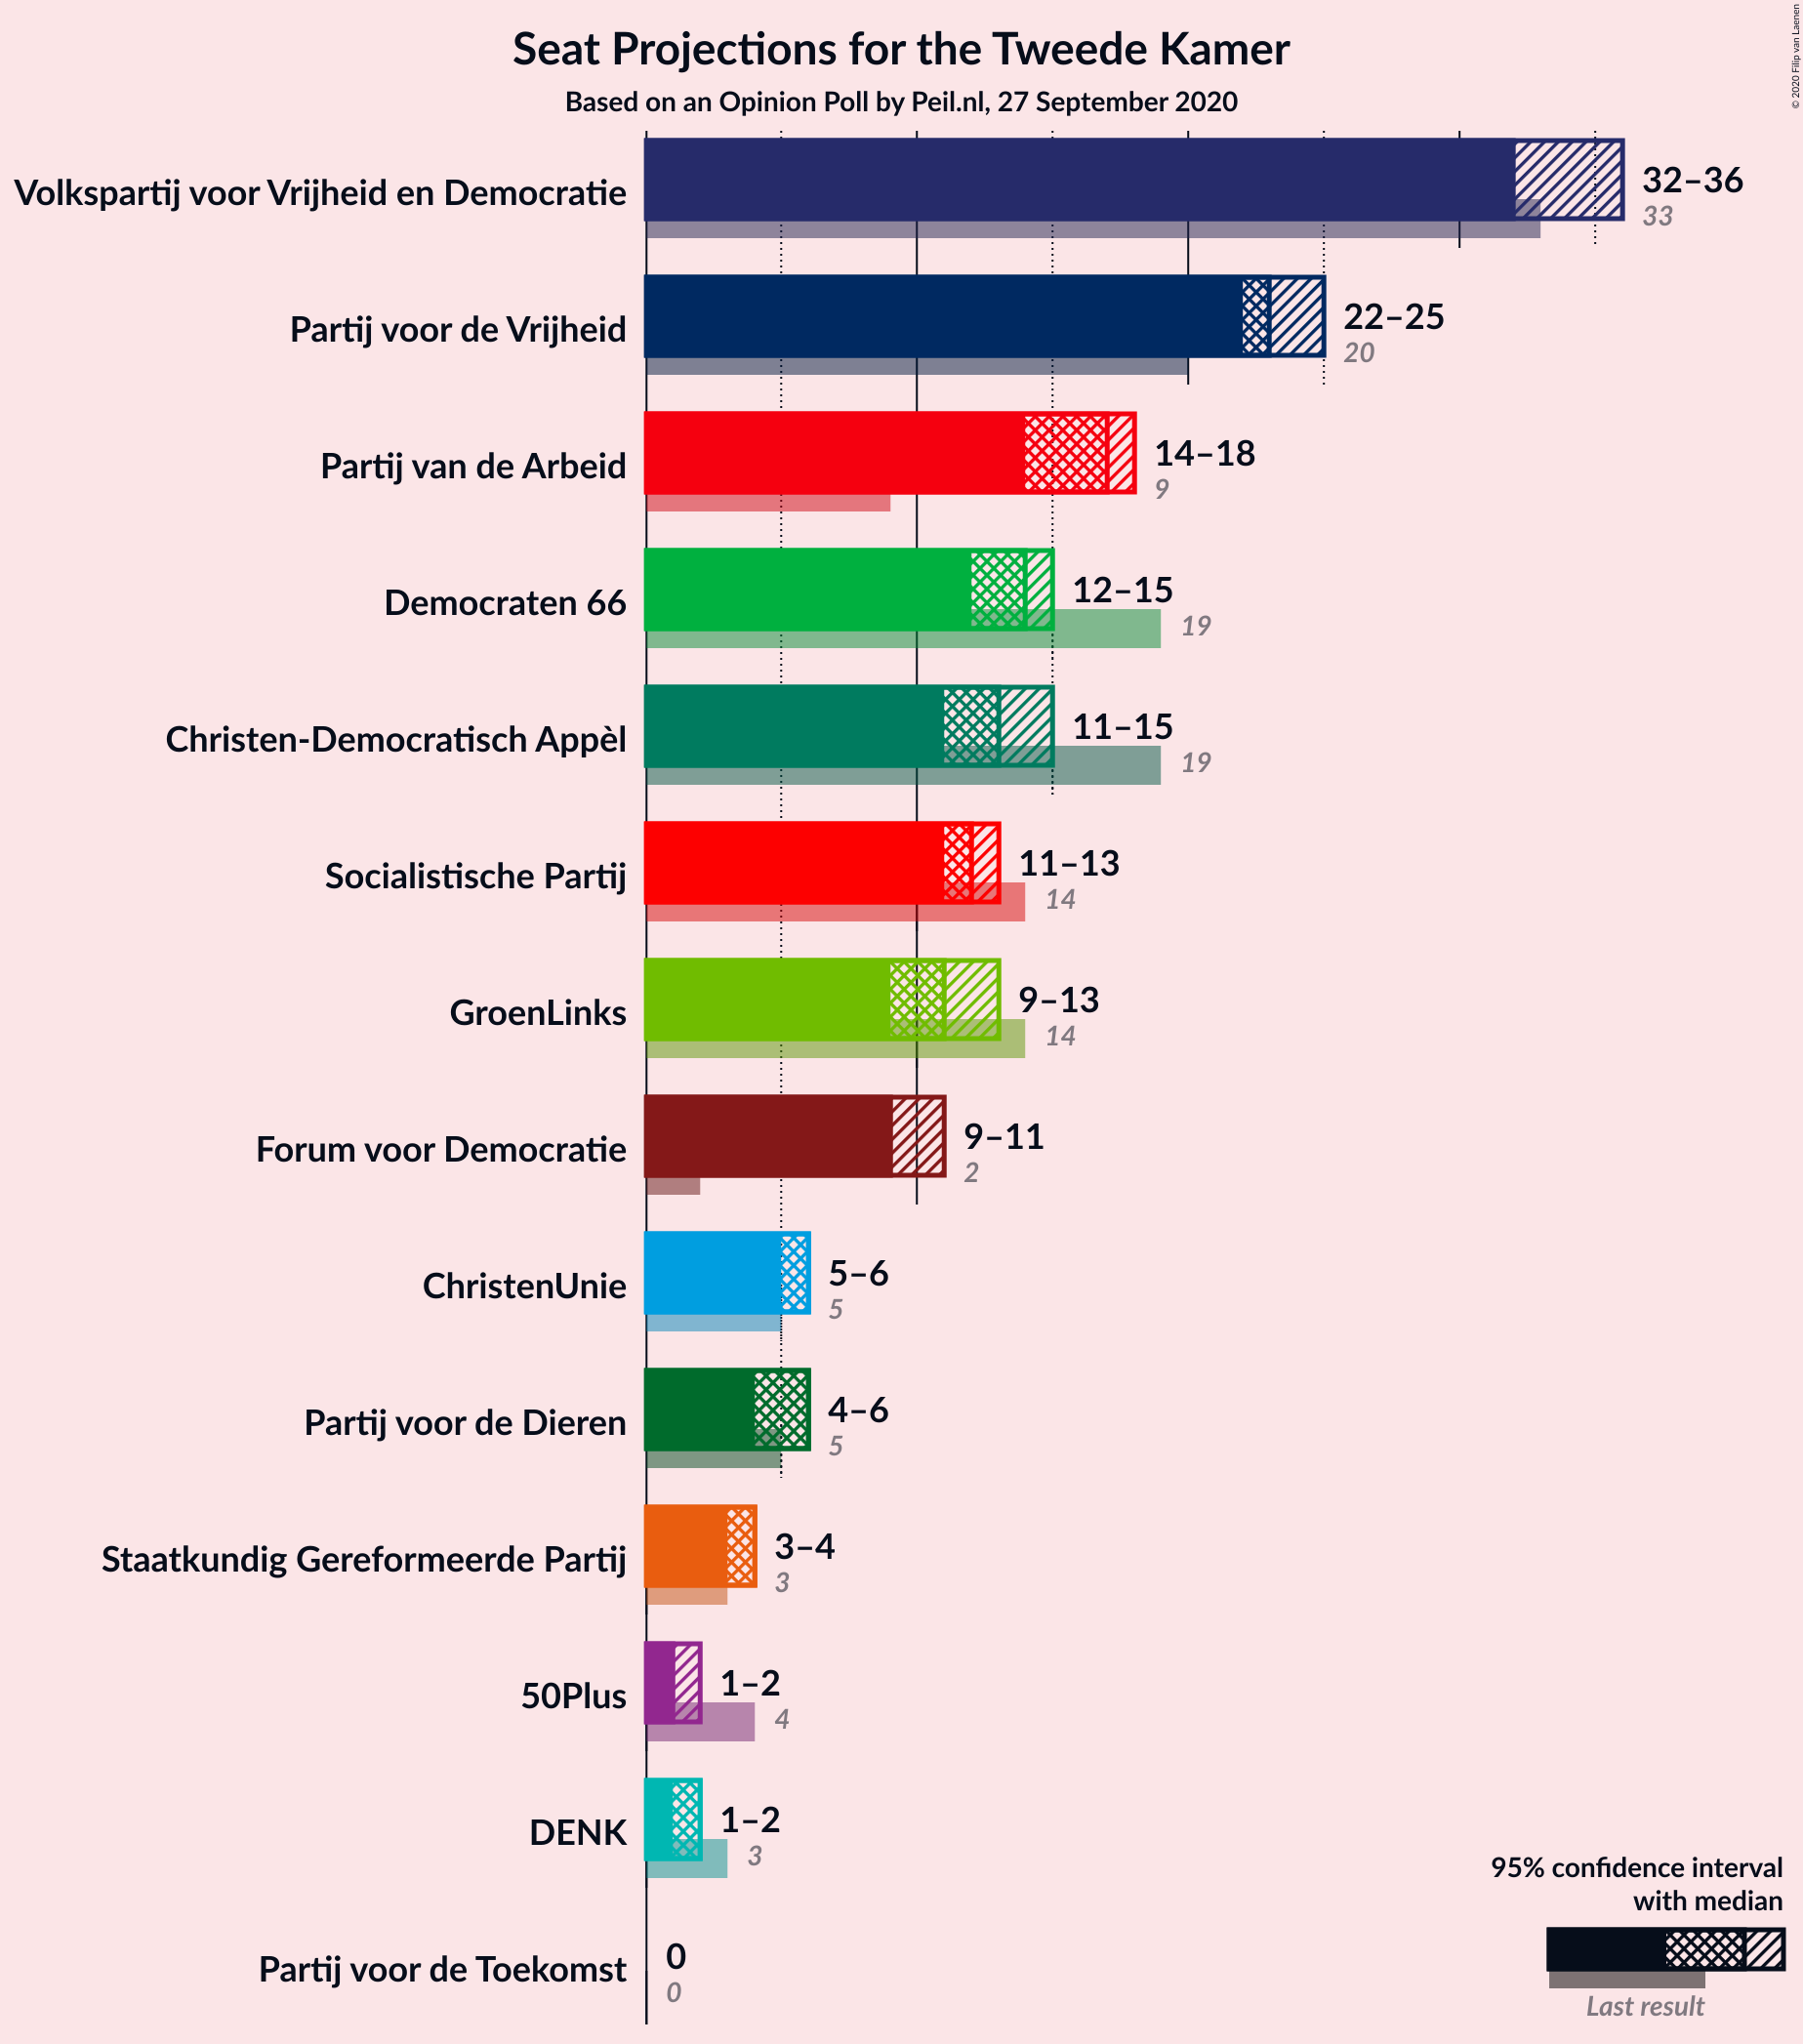 Seat Projections for the Tweede Kamer
Based on an Opinion Poll by Peil.nl, 27 September 2020
© 2020 Filip van Laenen
Volkspartij voor Vrijheid en Democratie
32–36
33
Partij voor de Vrijheid
22–25
20
Partij van de Arbeid
14–18
9
Democraten 66
12–15
19
Christen-Democratisch Appèl
11–15
19
Socialistische Partij
11–13
14
GroenLinks
9–13
14
Forum voor Democratie
9–11
2
ChristenUnie
5–6
5
Partij voor de Dieren
4–6
5
Staatkundig Gereformeerde Partij
3–4
3
50Plus
1–2
4
DENK
1–2
3
Partij voor de Toekomst
0
0
95% confidence interval
with median
Last result